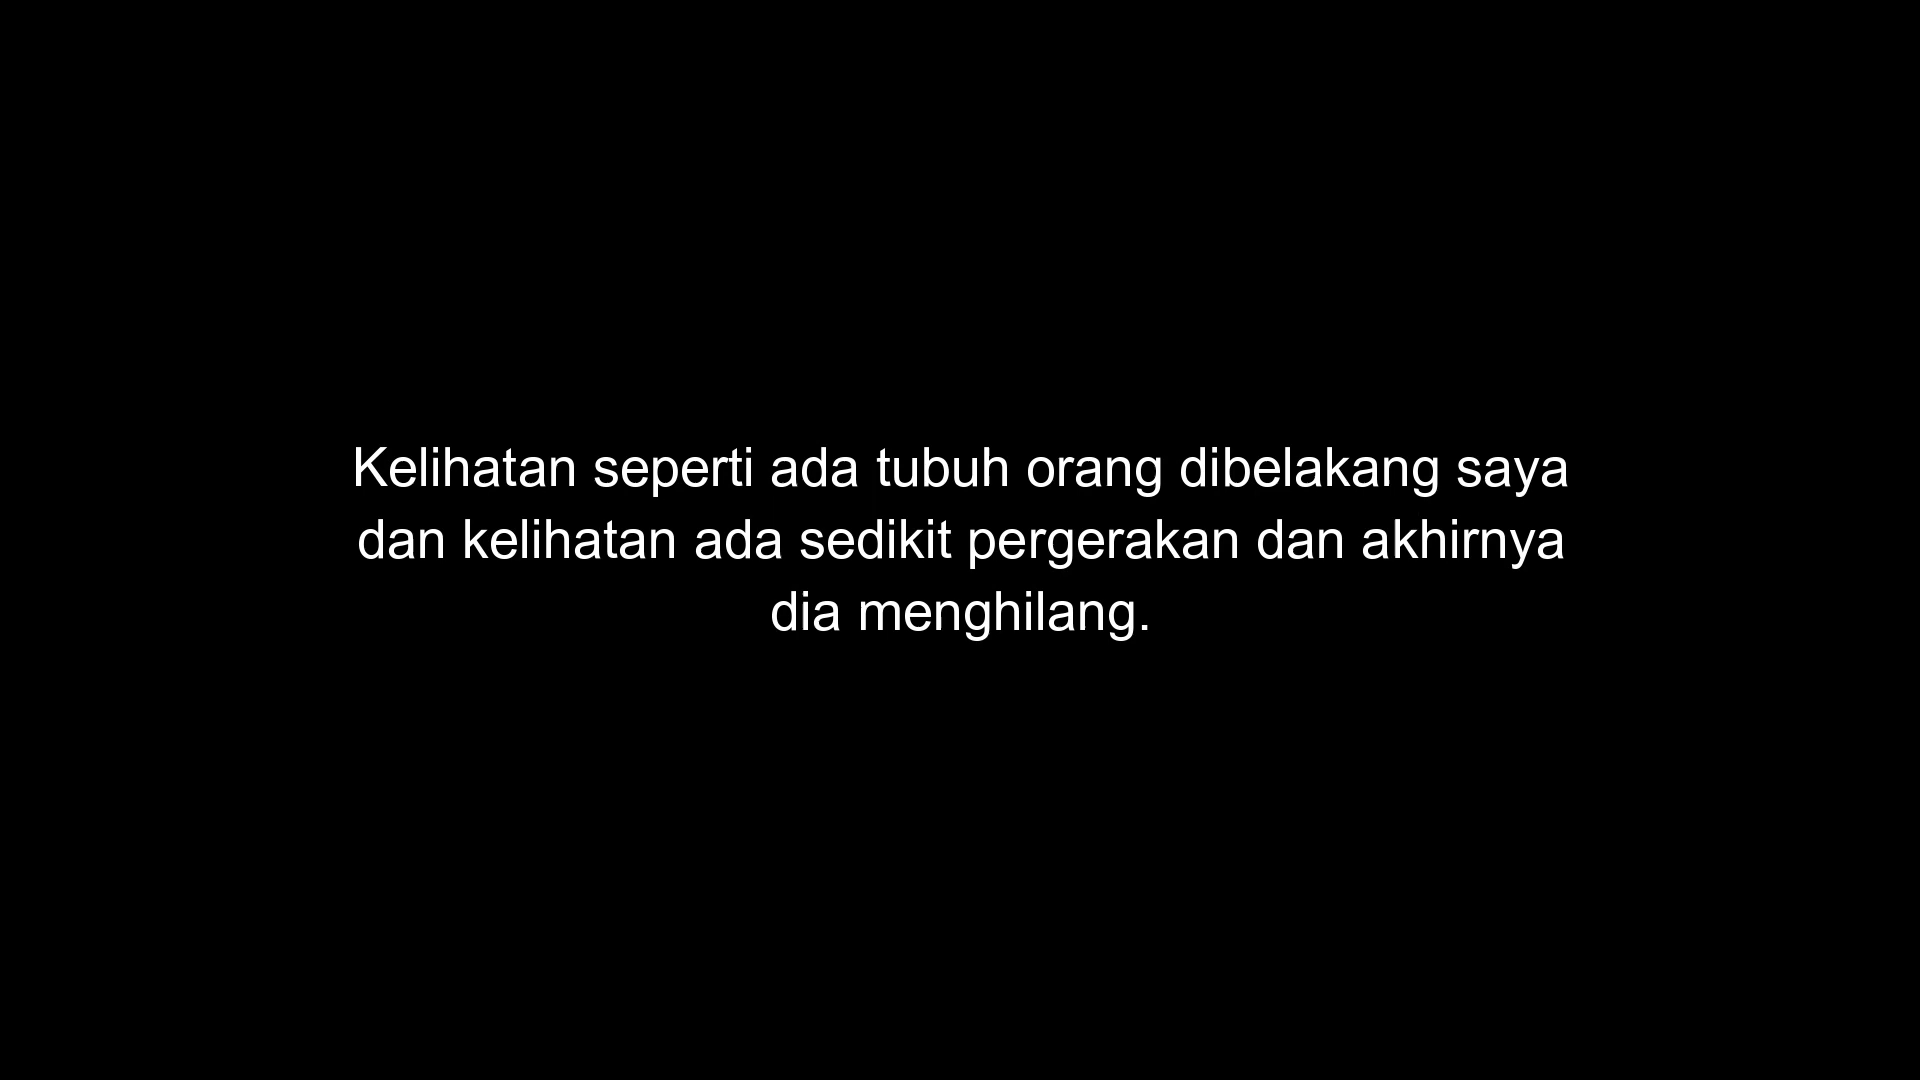 Kelihatan seperti ada tubuh orang dibelakang saya
dan kelihatan ada sedikit pergerakan dan akhirnya
dia menghilang.